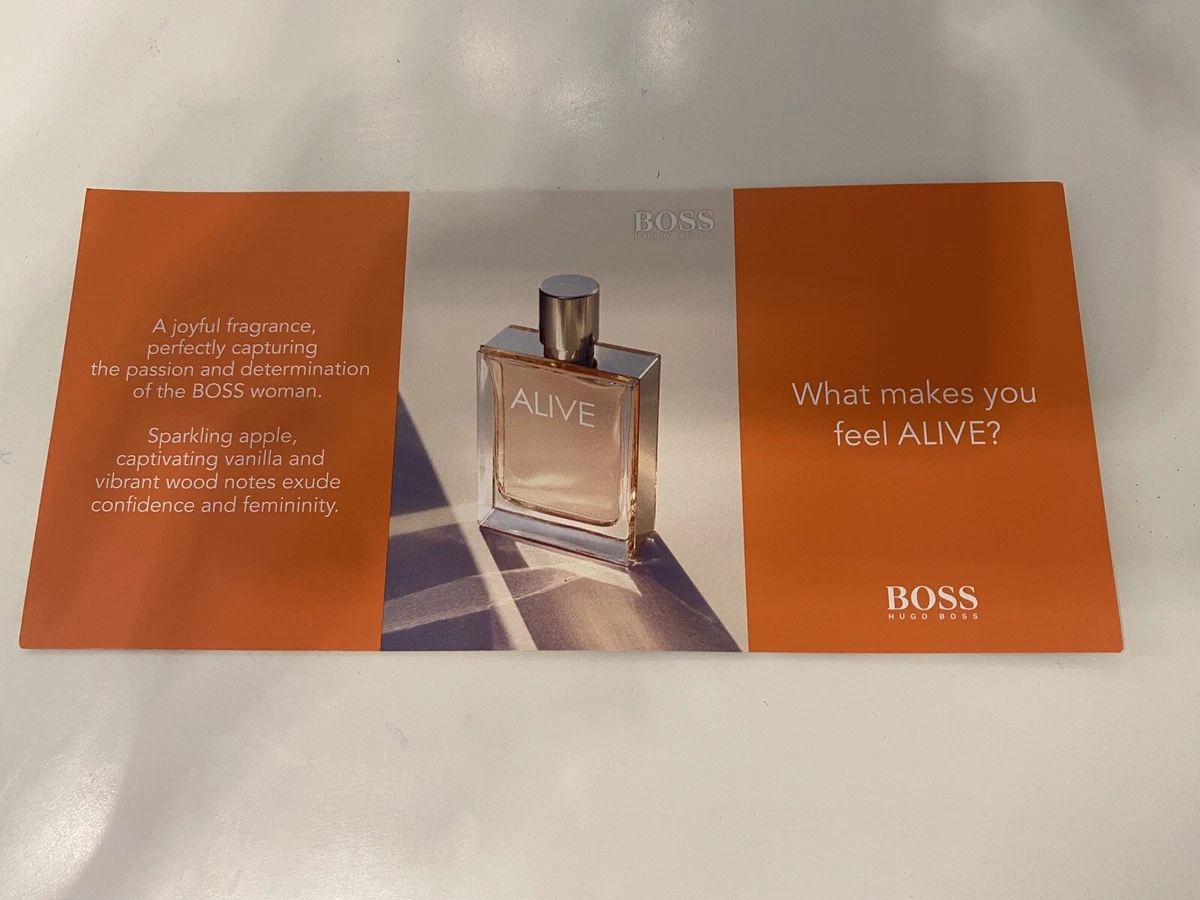 A joyful fragrance,
perfectly capturing
the passion and determination
of the BOSS woman.
Sparkling apple,
captivating vanilla and
vibrant wood notes exude
confidence and femininity.
BOSS
HUGO BOSS
ALIVE
What makes you
feel ALIVE?
BOSS
HUGO BOSS